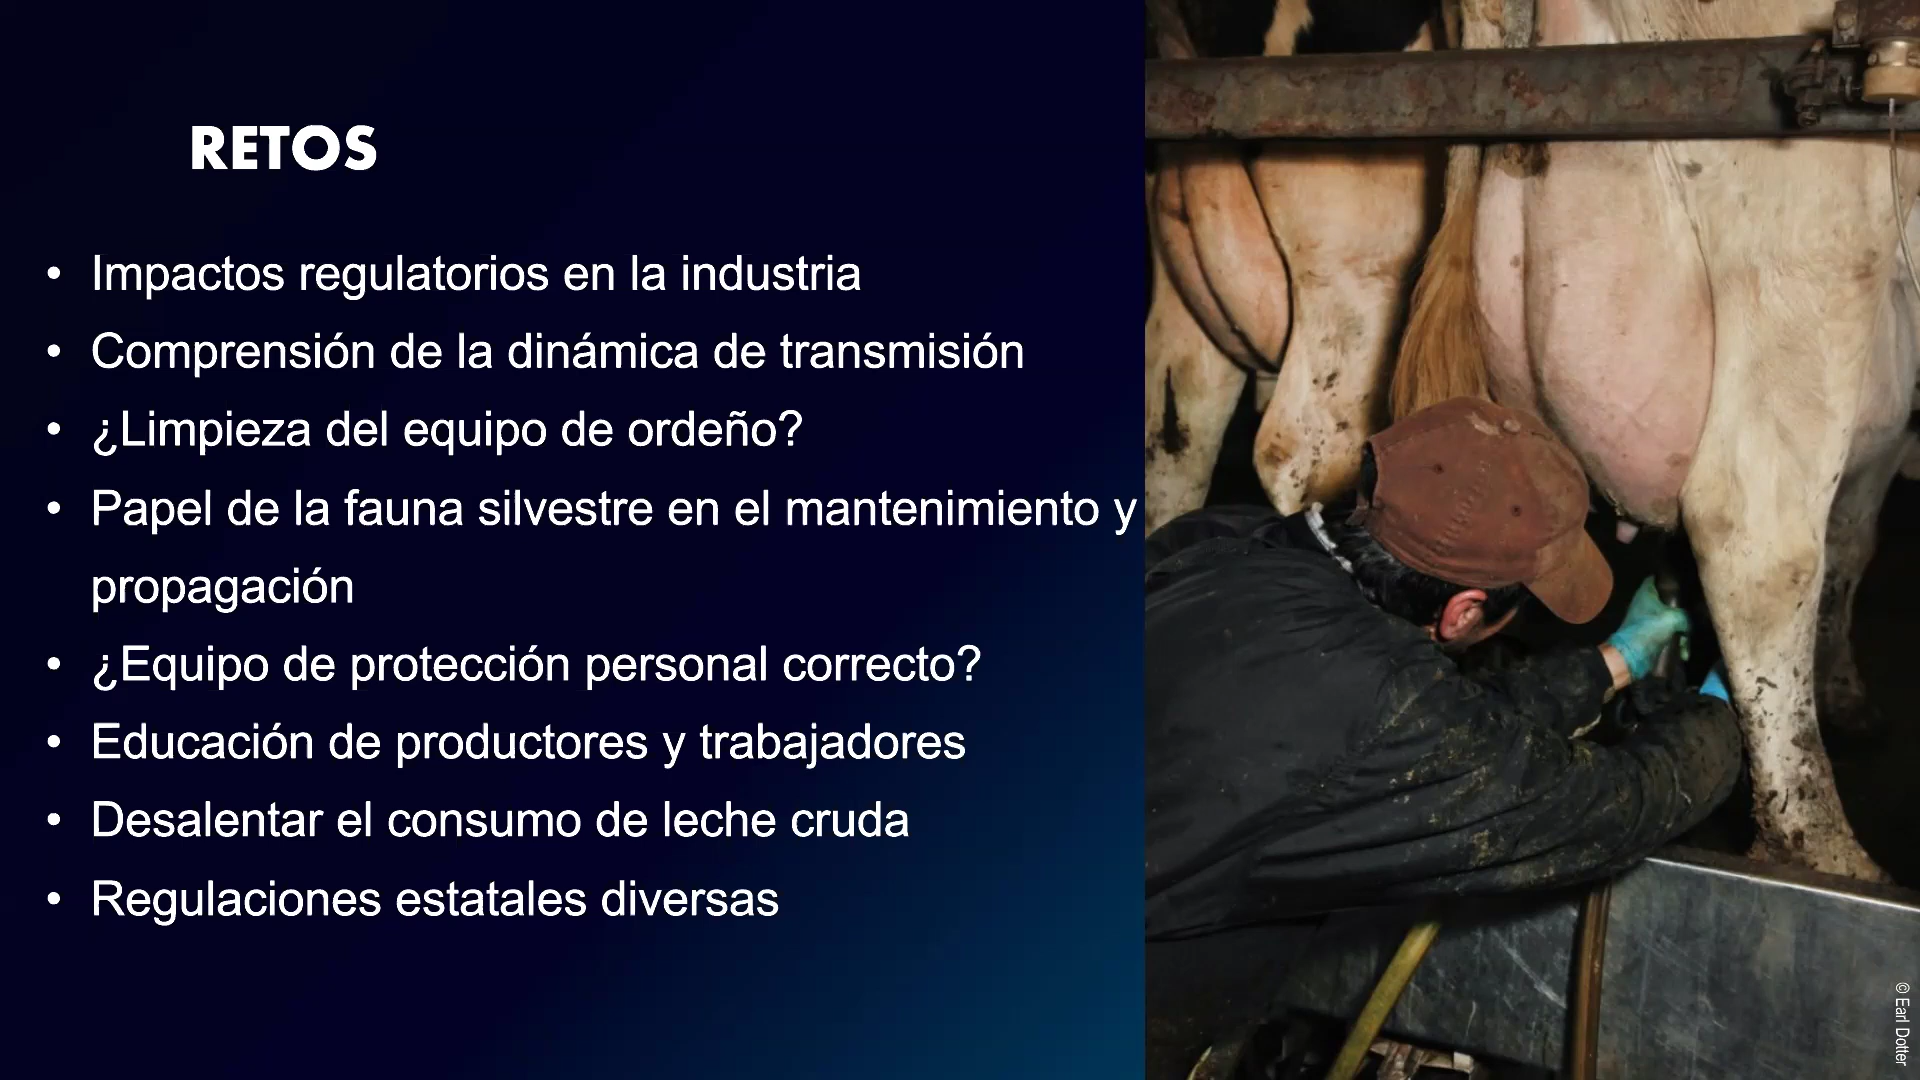 RETOS
• Impactos regulatorios en la industria
• Comprensión de la dinámica de transmisión
• ¿Limpieza del equipo de ordeño?
• Papel de la fauna silvestre en el mantenimiento y
propagación
• ¿Equipo de protección personal correcto?
• Educación de productores y trabajadores
• Desalentar el consumo de leche cruda
• Regulaciones estatales diversas
© Earl Dotter